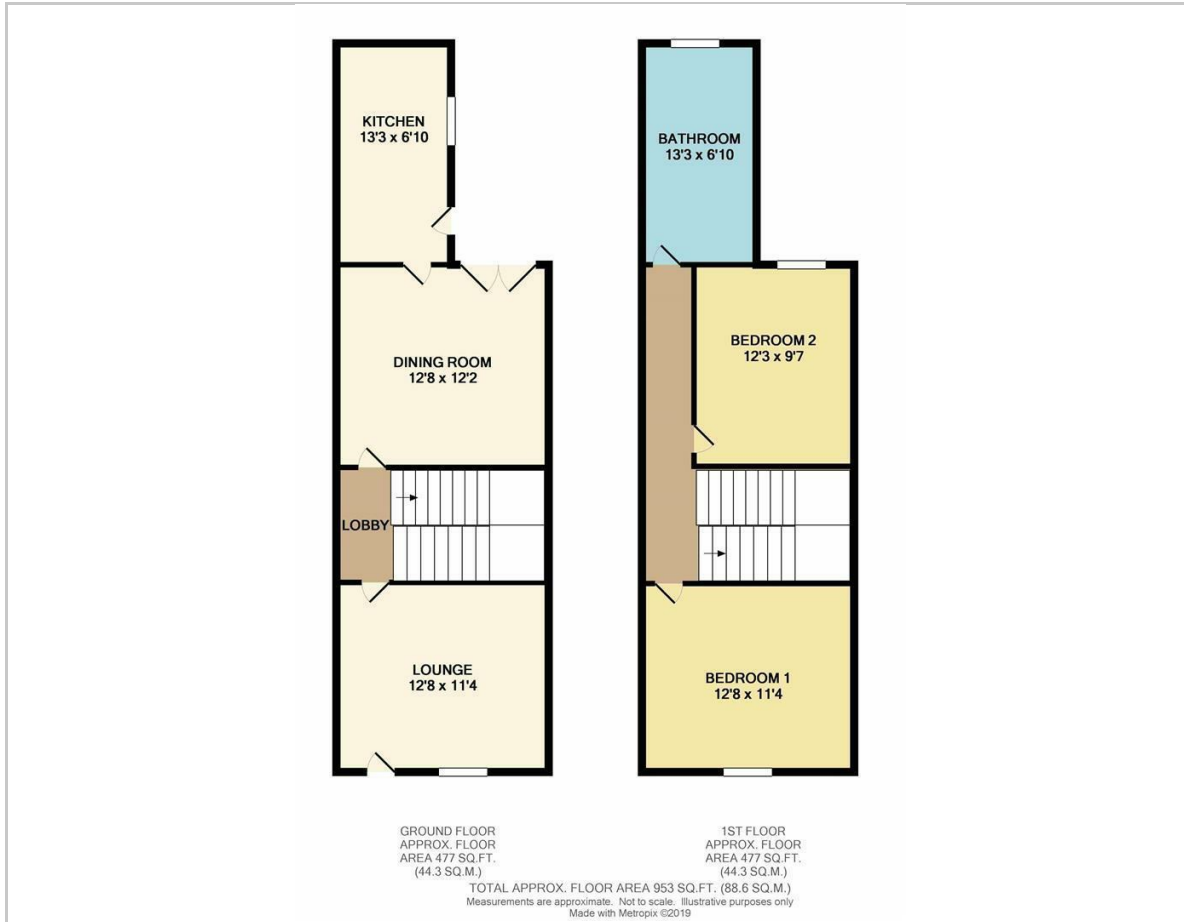 KITCHEN
13'3 x 6'10
BATHROOM
13'3 x 6'10
DINING ROOM
12'8 x 12'2
BEDROOM 2
12'3 x 9'7
LOBBY
LOUNGE
12'8 x 11'4
BEDROOM 1
12'8 x 11'4
GROUND FLOOR
APPROX. FLOOR
AREA 477 SQ.FT.
(44.3 SQ.M.)
1ST FLOOR
APPROX. FLOOR
AREA 477 SQ.FT.
(44.3 SQ.M.)
TOTAL APPROX. FLOOR AREA 953 SQ.FT. (88.6 SQ.M.)
Measurements are approximate. Not to scale. Illustrative purposes only
Made with Metropix ©2019